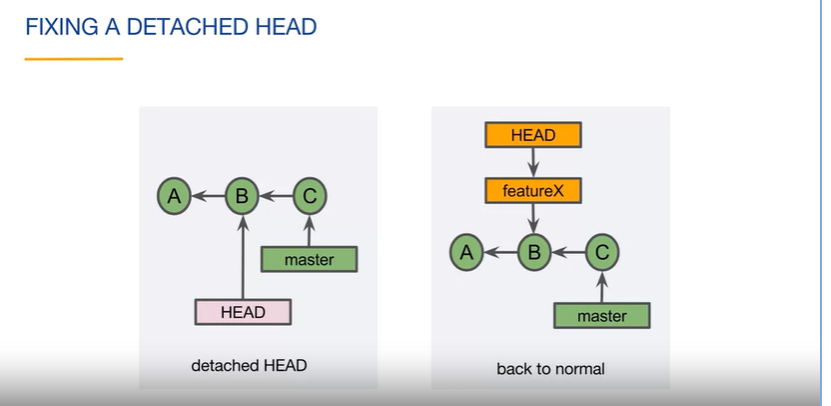 FIXING A DETACHED HEAD
A
B
C
master
HEAD
detached HEAD
HEAD
featureX
A
B
C
master
back to normal